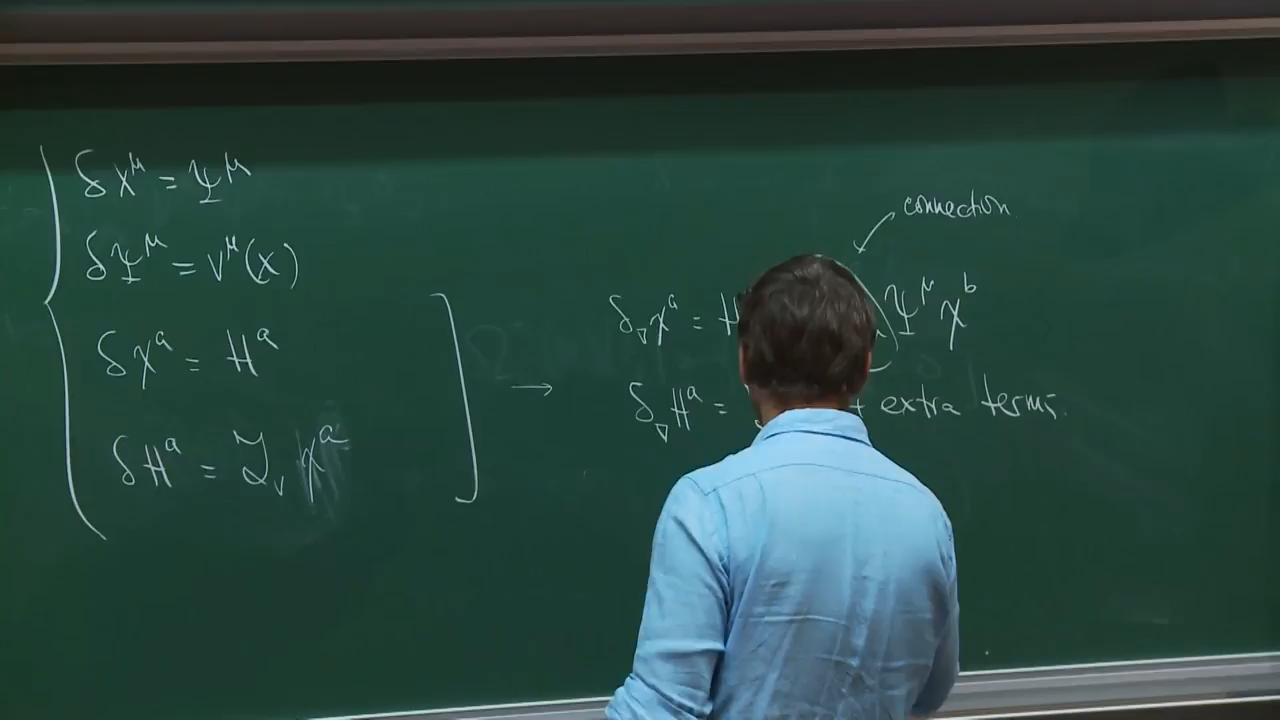 δx^μ = Ψ^μ
δΨ^μ = v^μ(x)
δχ^a = H^a
δH^a = ℒ_v χ^a
→
connection
δ_∇ χ^a = H Ψ^μ χ^b
δ_∇ H^a = + extra terms.